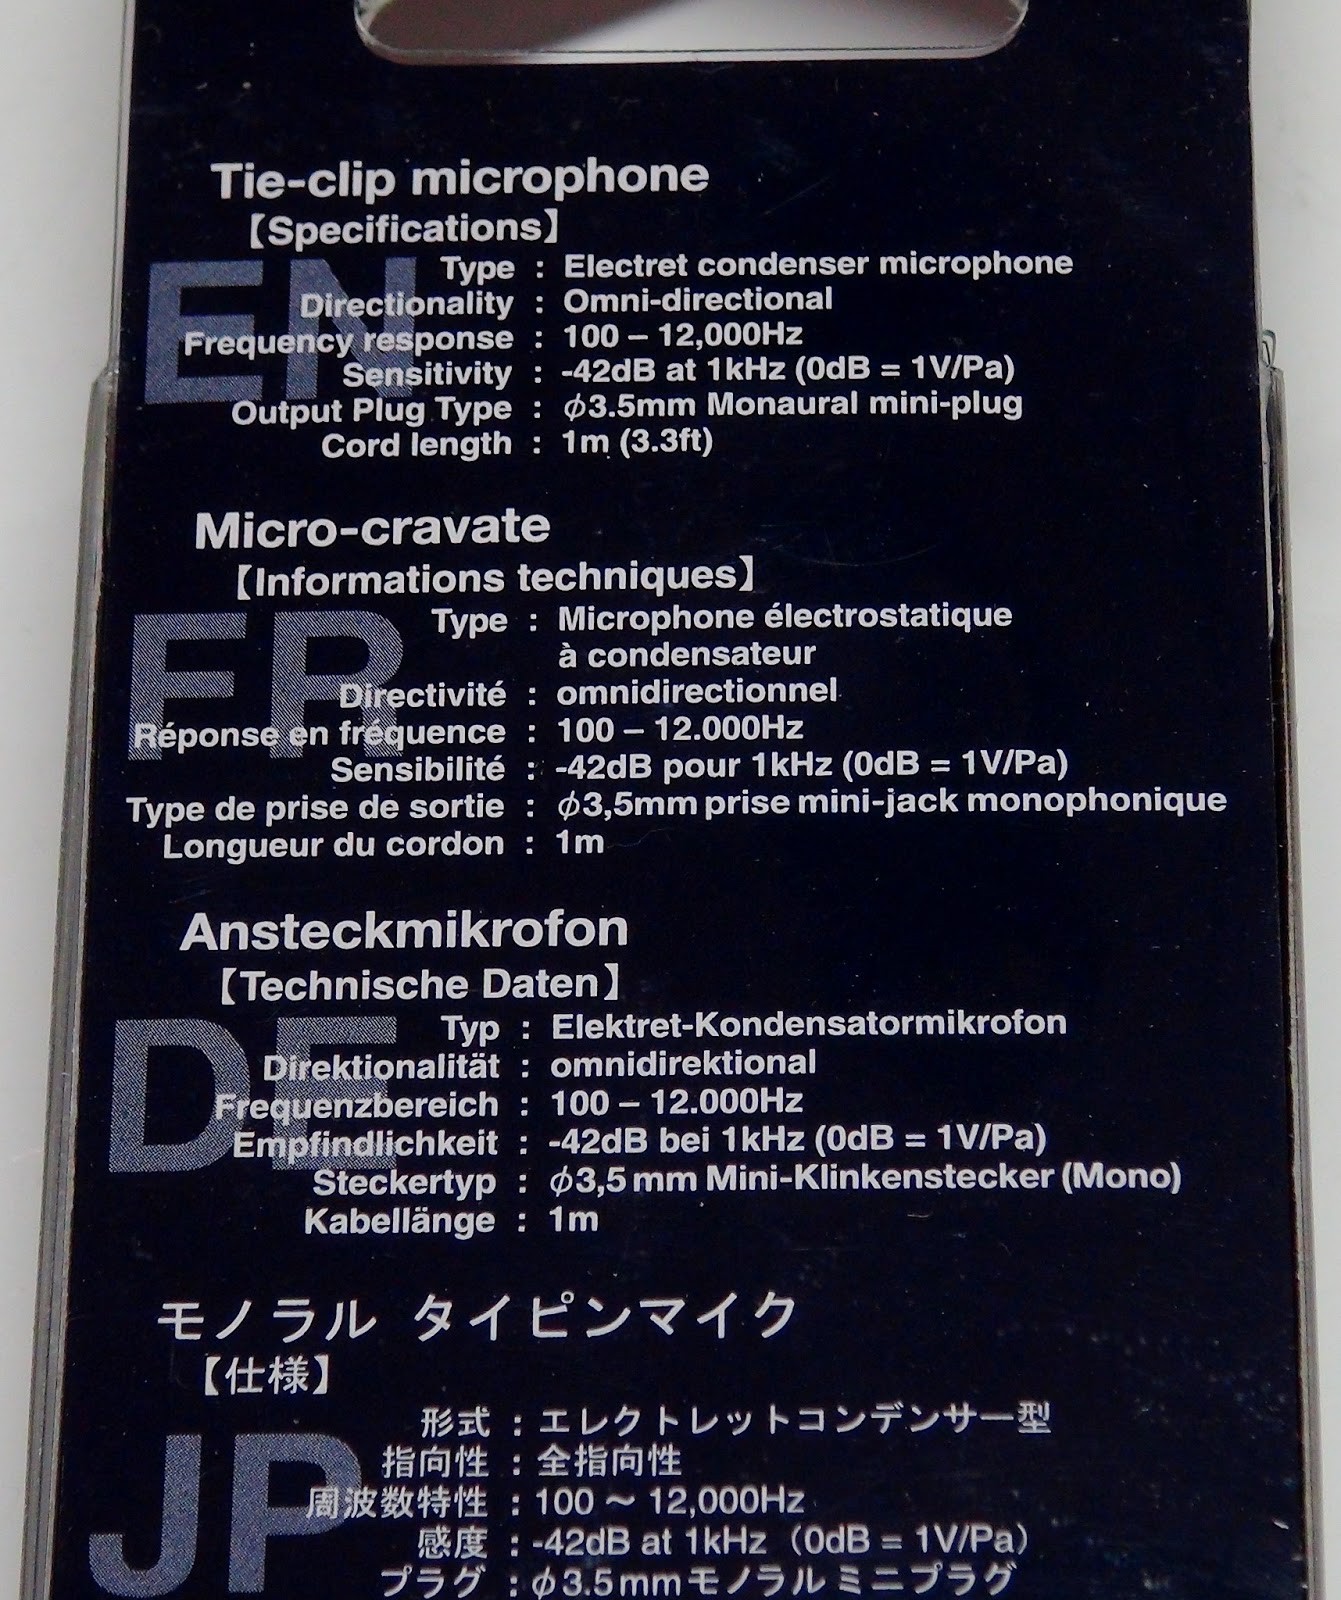 Tie-clip microphone
【Specifications】
EN
Type : Electret condenser microphone
Directionality : Omni-directional
Frequency response : 100 – 12,000Hz
Sensitivity : -42dB at 1kHz (0dB = 1V/Pa)
Output Plug Type : ϕ3.5mm Monaural mini-plug
Cord length : 1m (3.3ft)
Micro-cravate
【Informations techniques】
FR
Type : Microphone électrostatique
à condensateur
Directivité : omnidirectionnel
Réponse en fréquence : 100 – 12.000Hz
Sensibilité : -42dB pour 1kHz (0dB = 1V/Pa)
Type de prise de sortie : ϕ3,5mm prise mini-jack monophonique
Longueur du cordon : 1m
Ansteckmikrofon
【Technische Daten】
DE
Typ : Elektret-Kondensatormikrofon
Direktionalität : omnidirektional
Frequenzbereich : 100 – 12.000Hz
Empfindlichkeit : -42dB bei 1kHz (0dB = 1V/Pa)
Steckertyp : ϕ3,5 mm Mini-Klinkenstecker (Mono)
Kabellänge : 1m
モノラル タイピンマイク
【仕様】
JP
形式 : エレクトレットコンデンサー型
指向性 : 全指向性
周波数特性 : 100 ～ 12,000Hz
感度 : -42dB at 1kHz（0dB = 1V/Pa）
プラグ : ϕ3.5mmモノラルミニプラグ